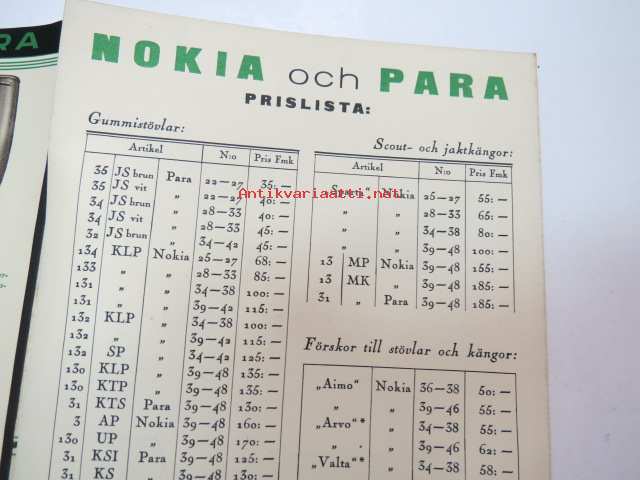 RA
NOKIA och PARA
PRISLISTA:
Gummistövlar:
Artikel N:o Pris Fmk
35 JS brun Para 22—27 35:—
35 JS vit „ 22—27 40:—
34 JS brun „ 28—33 40:—
34 JS vit „ 28—33 45:—
32 JS brun „ 34—42 45:—
134 KLP Nokia 25—27 68:—
133 „ „ 28—33 85:—
131 „ „ 34—38 100:—
131 „ „ 39—42 115:—
132 KLP „ 34—38 100:—
132 „ „ 39—42 115:—
132 SP „ 34—42 125:—
130 KLP „ 39—48 135:—
130 KTP „ 39—48 135:—
31 KTS Para 39—48 130:—
3 AP Nokia 39—48 160:—
130 UP „ 39—48 170:—
31 KSI Para 39—48 125:—
31 KS „ 39—48 130:—
Scout- och jaktkängor:
Artikel N:o Pris Fmk
„Sport" Nokia 25—27 55:—
„ „ 28—33 65:—
„ „ 34—38 80:—
„ „ 39—48 100:—
13 MP Nokia 39—48 155:—
13 MK „ 39—48 185:—
31 „ Para 39—48 185:—
Förskor till stövlar och kängor:
„Aimo" Nokia 36—38 50:—
„ „ 39—46 55:—
„Arvo"* „ 34—38 55:—
„ „ 39—46 62:—
„Valta"* „ 34—38 58:—
Antikvariaatti.net